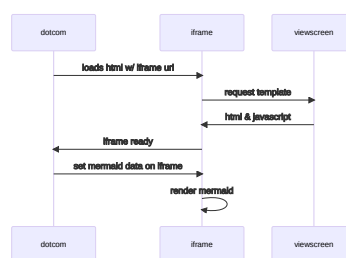 dotcom
iframe
viewscreen
loads html w/ iframe url
request template
html & javascript
iframe ready
set mermaid data on iframe
render mermaid
dotcom
iframe
viewscreen